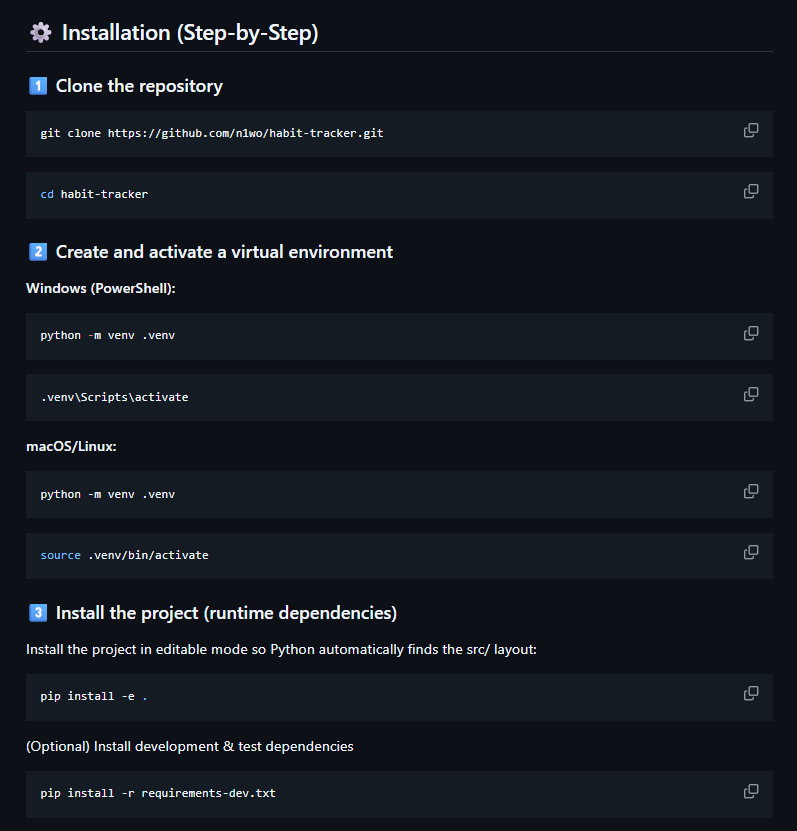 ⚙️ Installation (Step-by-Step)
1️⃣ Clone the repository
git clone https://github.com/n1wo/habit-tracker.git
cd habit-tracker
2️⃣ Create and activate a virtual environment
Windows (PowerShell):
python -m venv .venv
.venv\Scripts\activate
macOS/Linux:
python -m venv .venv
source .venv/bin/activate
3️⃣ Install the project (runtime dependencies)
Install the project in editable mode so Python automatically finds the src/ layout:
pip install -e .
(Optional) Install development & test dependencies
pip install -r requirements-dev.txt